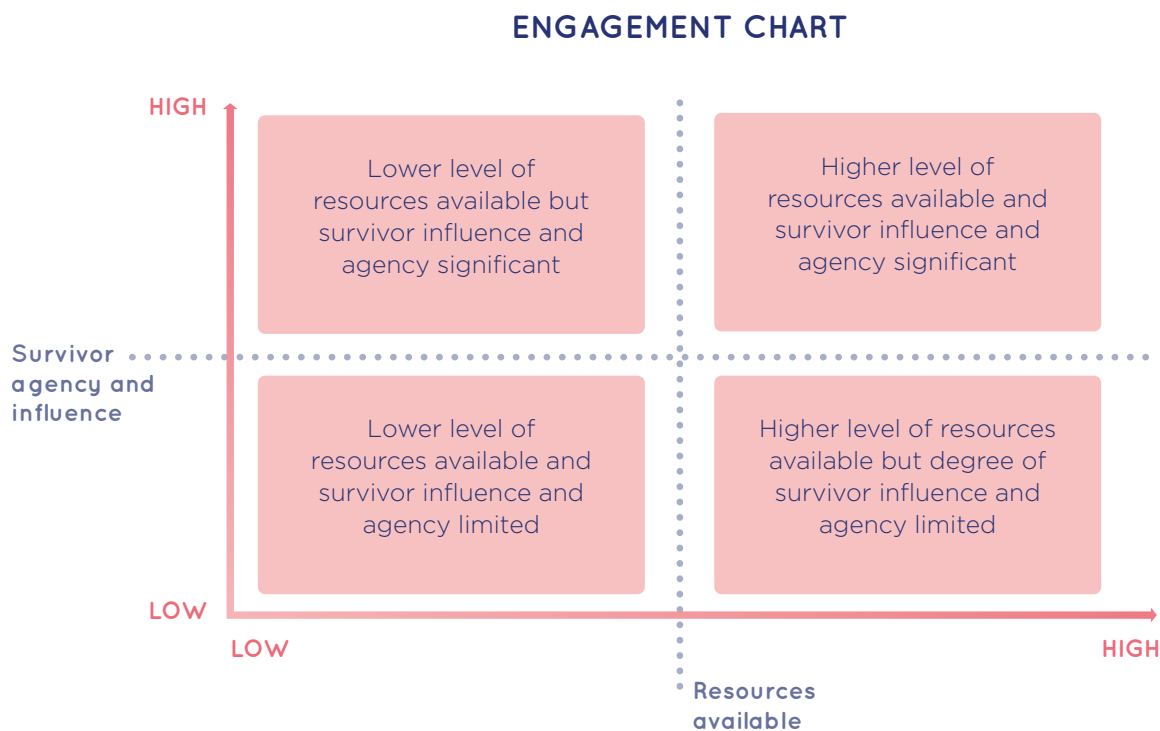 ENGAGEMENT CHART
HIGH
Lower level of
resources available but
survivor influence and
agency significant
Higher level of
resources available and
survivor influence and
agency significant
Survivor
agency and
influence
Lower level of
resources available and
survivor influence and
agency limited
Higher level of resources
available but degree of
survivor influence and
agency limited
LOW
LOW
HIGH
Resources
available